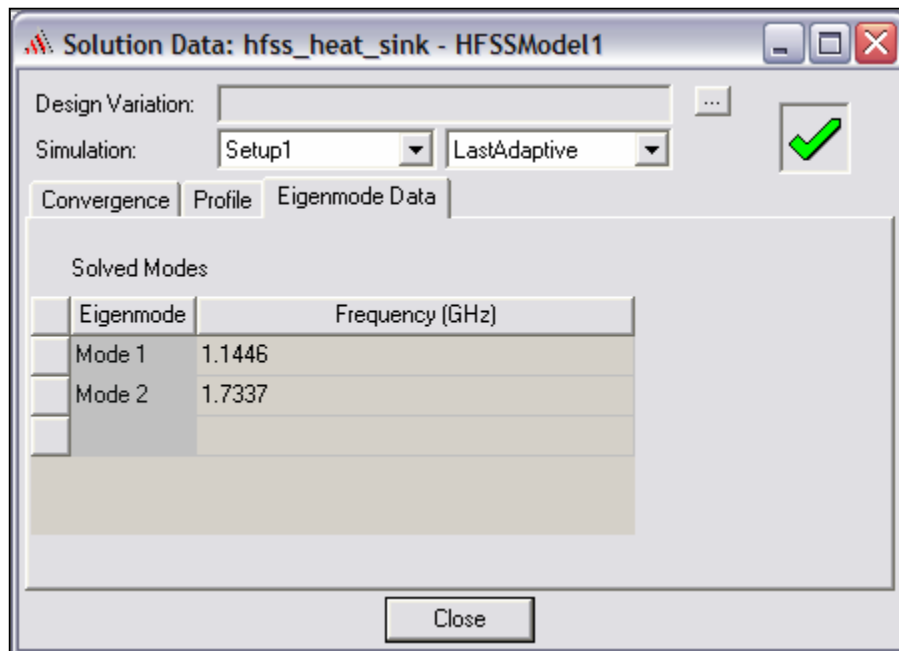 Solution Data: hfss_heat_sink - HFSSModel1
Design Variation: ...
Simulation: Setup1 LastAdaptive
Convergence Profile Eigenmode Data
Solved Modes
Eigenmode Frequency (GHz)
Mode 1 1.1446
Mode 2 1.7337
Close